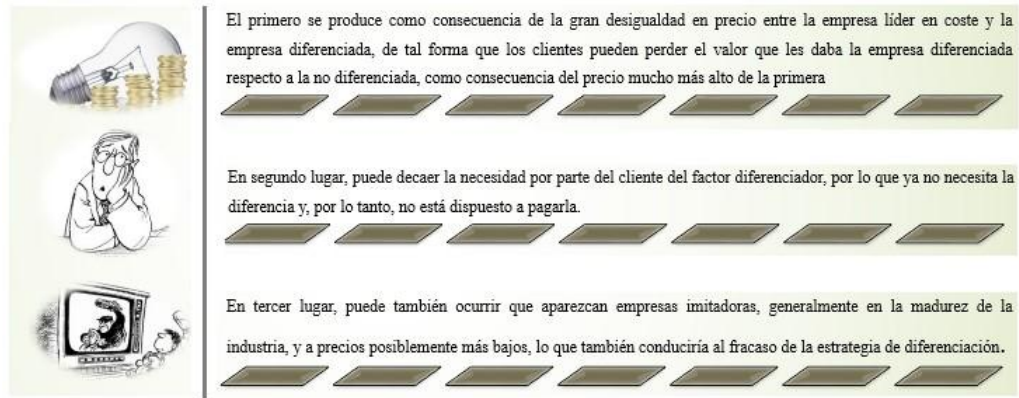 El primero se produce como consecuencia de la gran desigualdad en precio entre la empresa líder en coste y la
empresa diferenciada, de tal forma que los clientes pueden perder el valor que les daba la empresa diferenciada
respecto a la no diferenciada, como consecuencia del precio mucho más alto de la primera
En segundo lugar, puede decaer la necesidad por parte del cliente del factor diferenciador, por lo que ya no necesita la
diferencia y, por lo tanto, no está dispuesto a pagarla.
En tercer lugar, puede también ocurrir que aparezcan empresas imitadoras, generalmente en la madurez de la
industria, y a precios posiblemente más bajos, lo que también conduciría al fracaso de la estrategia de diferenciación.